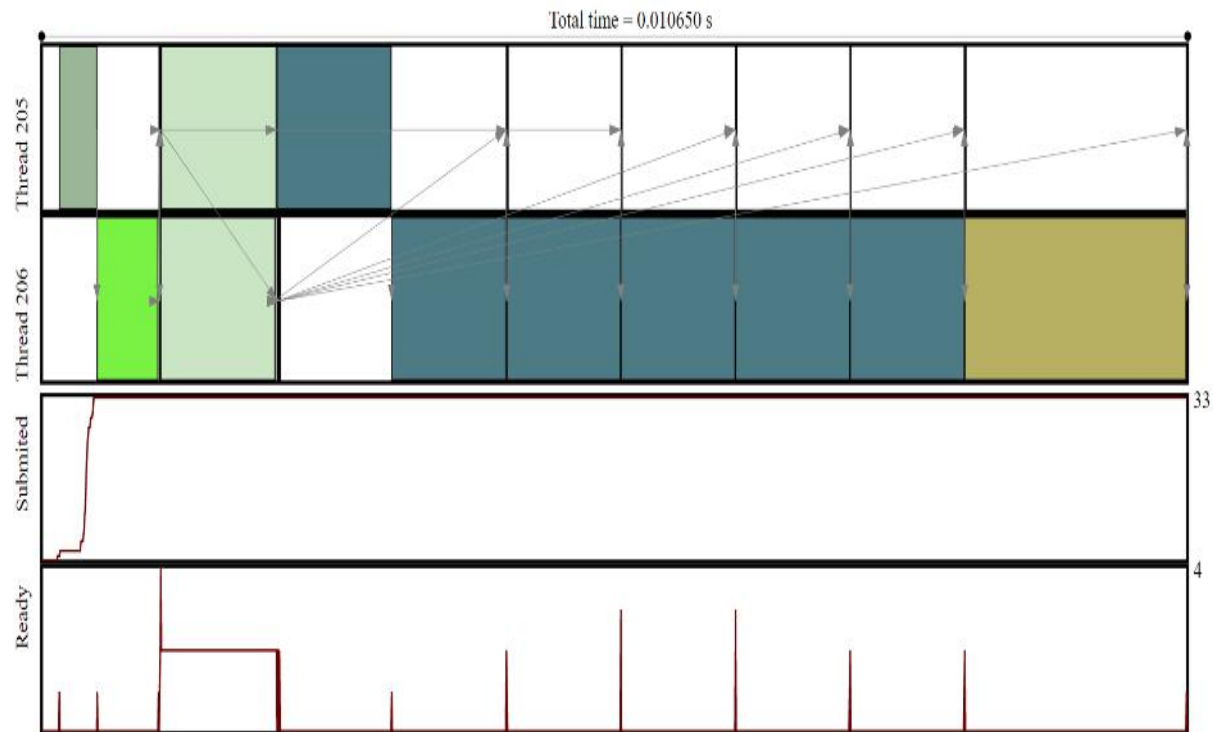 Total time = 0.010650 s
Thread 205
Thread 206
Submited
33
Ready
4